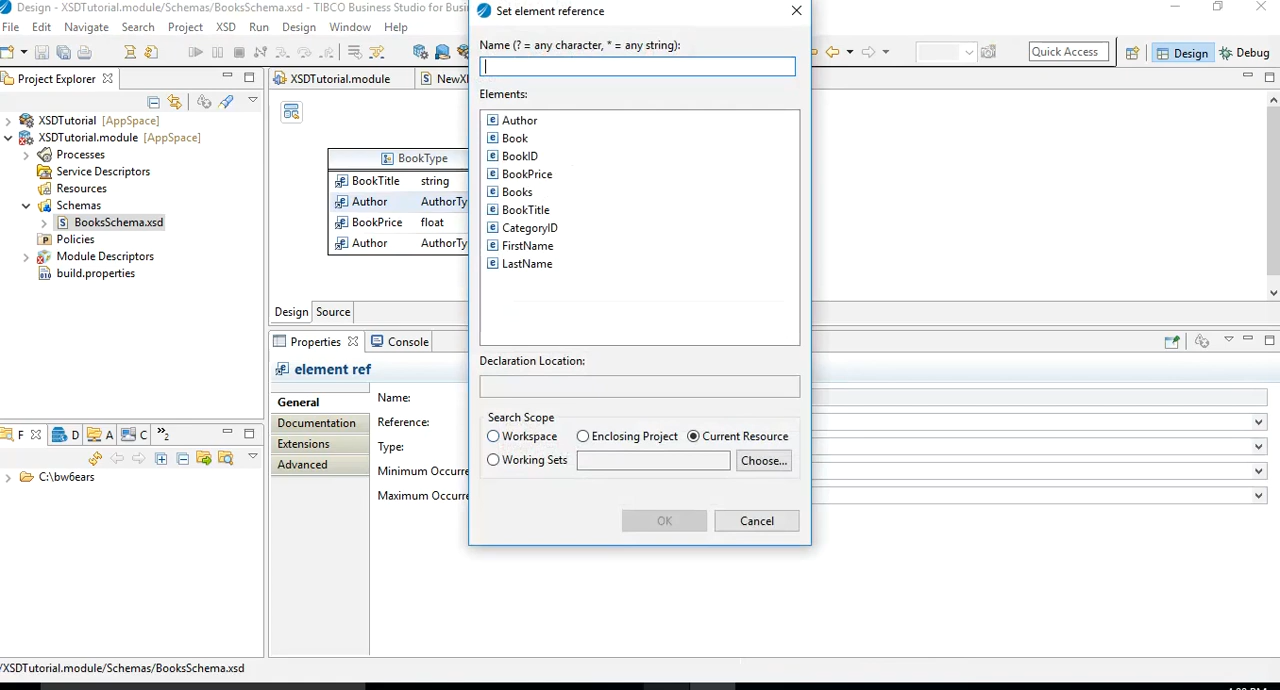 Design - XSDTutorial.module/Schemas/BooksSchema.xsd - TIBCO Business Studio for Bus
Set element reference
File Edit Navigate Search Project XSD Run Design Window Help
Name (? = any character, * = any string):
Quick Access
Design
Debug
Project Explorer
XSDTutorial.module
Elements:
XSDTutorial [AppSpace]
XSDTutorial.module [AppSpace]
Processes
Service Descriptors
Resources
Schemas
BooksSchema.xsd
Policies
Module Descriptors
build.properties
BookType
BookTitle string
Author
BookPrice float
Author
Author
Book
BookID
BookPrice
Books
BookTitle
CategoryID
FirstName
LastName
Design Source
Properties
Console
element ref
General
Documentation
Extensions
Advanced
Name:
Reference:
Type:
Declaration Location:
Search Scope
Workspace
Enclosing Project
Current Resource
Working Sets
Choose...
OK
Cancel
F
D
A
C
2
C:\bw6ears
/XSDTutorial.module/Schemas/BooksSchema.xsd